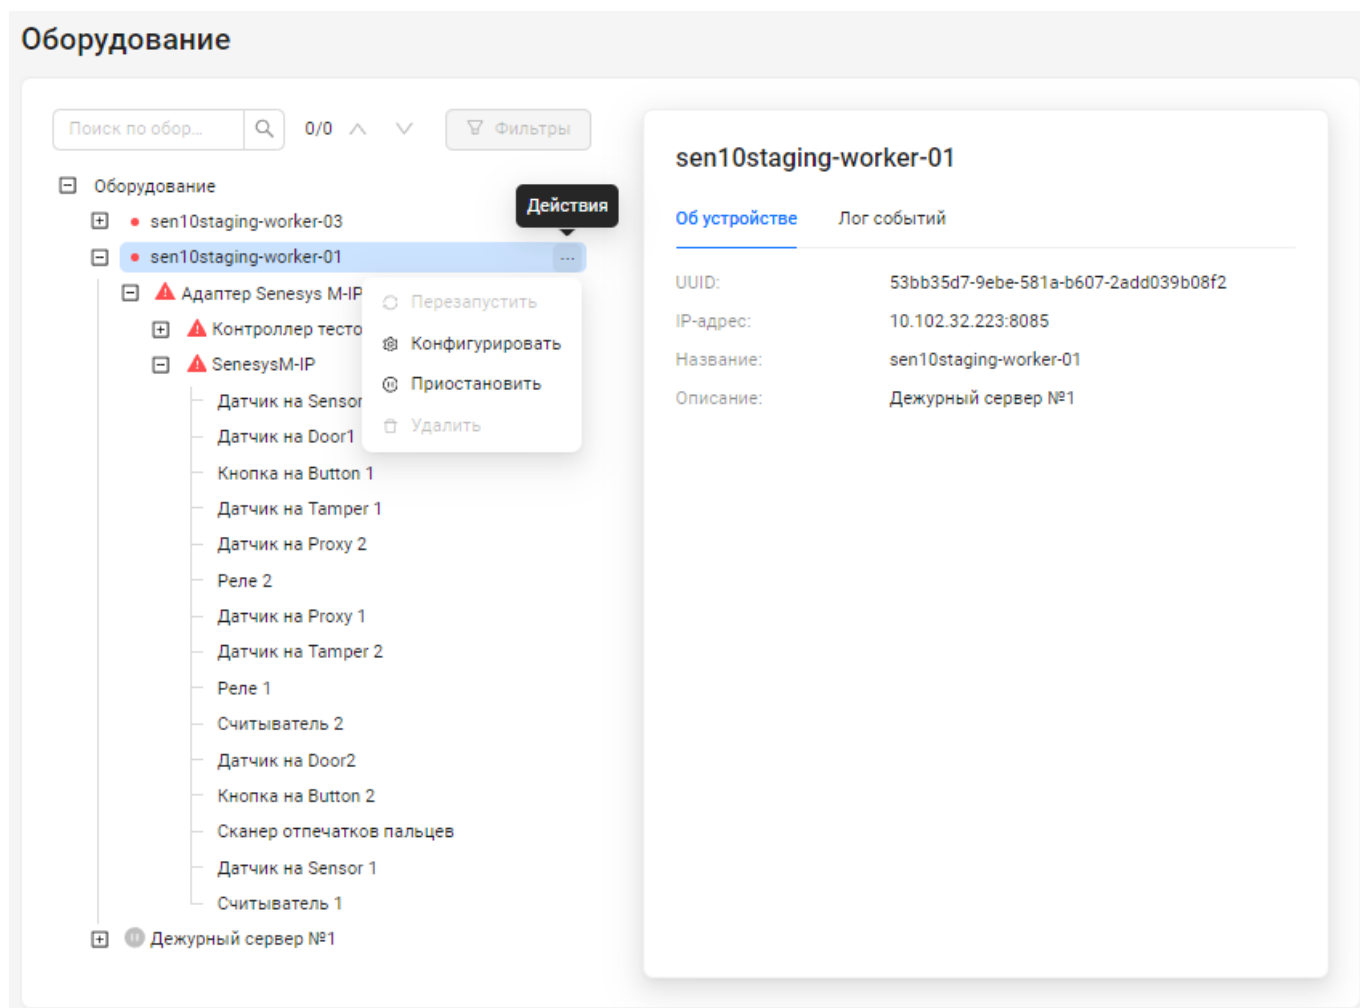 Оборудование
Поиск по обор...
0/0
Фильтры
Оборудование
Действия
sen10staging-worker-03
sen10staging-worker-01
...
Адаптер Senesys M-IP
Перезапустить
Контроллер тесто
Конфигурировать
SenesysM-IP
Приостановить
Датчик на Sensor
Удалить
Датчик на Door1
Кнопка на Button 1
Датчик на Tamper 1
Датчик на Proxy 2
Реле 2
Датчик на Proxy 1
Датчик на Tamper 2
Реле 1
Считыватель 2
Датчик на Door2
Кнопка на Button 2
Сканер отпечатков пальцев
Датчик на Sensor 1
Считыватель 1
Дежурный сервер №1
sen10staging-worker-01
Об устройстве Лог событий
UUID: 53bb35d7-9ebe-581a-b607-2add039b08f2
IP-адрес: 10.102.32.223:8085
Название: sen10staging-worker-01
Описание: Дежурный сервер №1